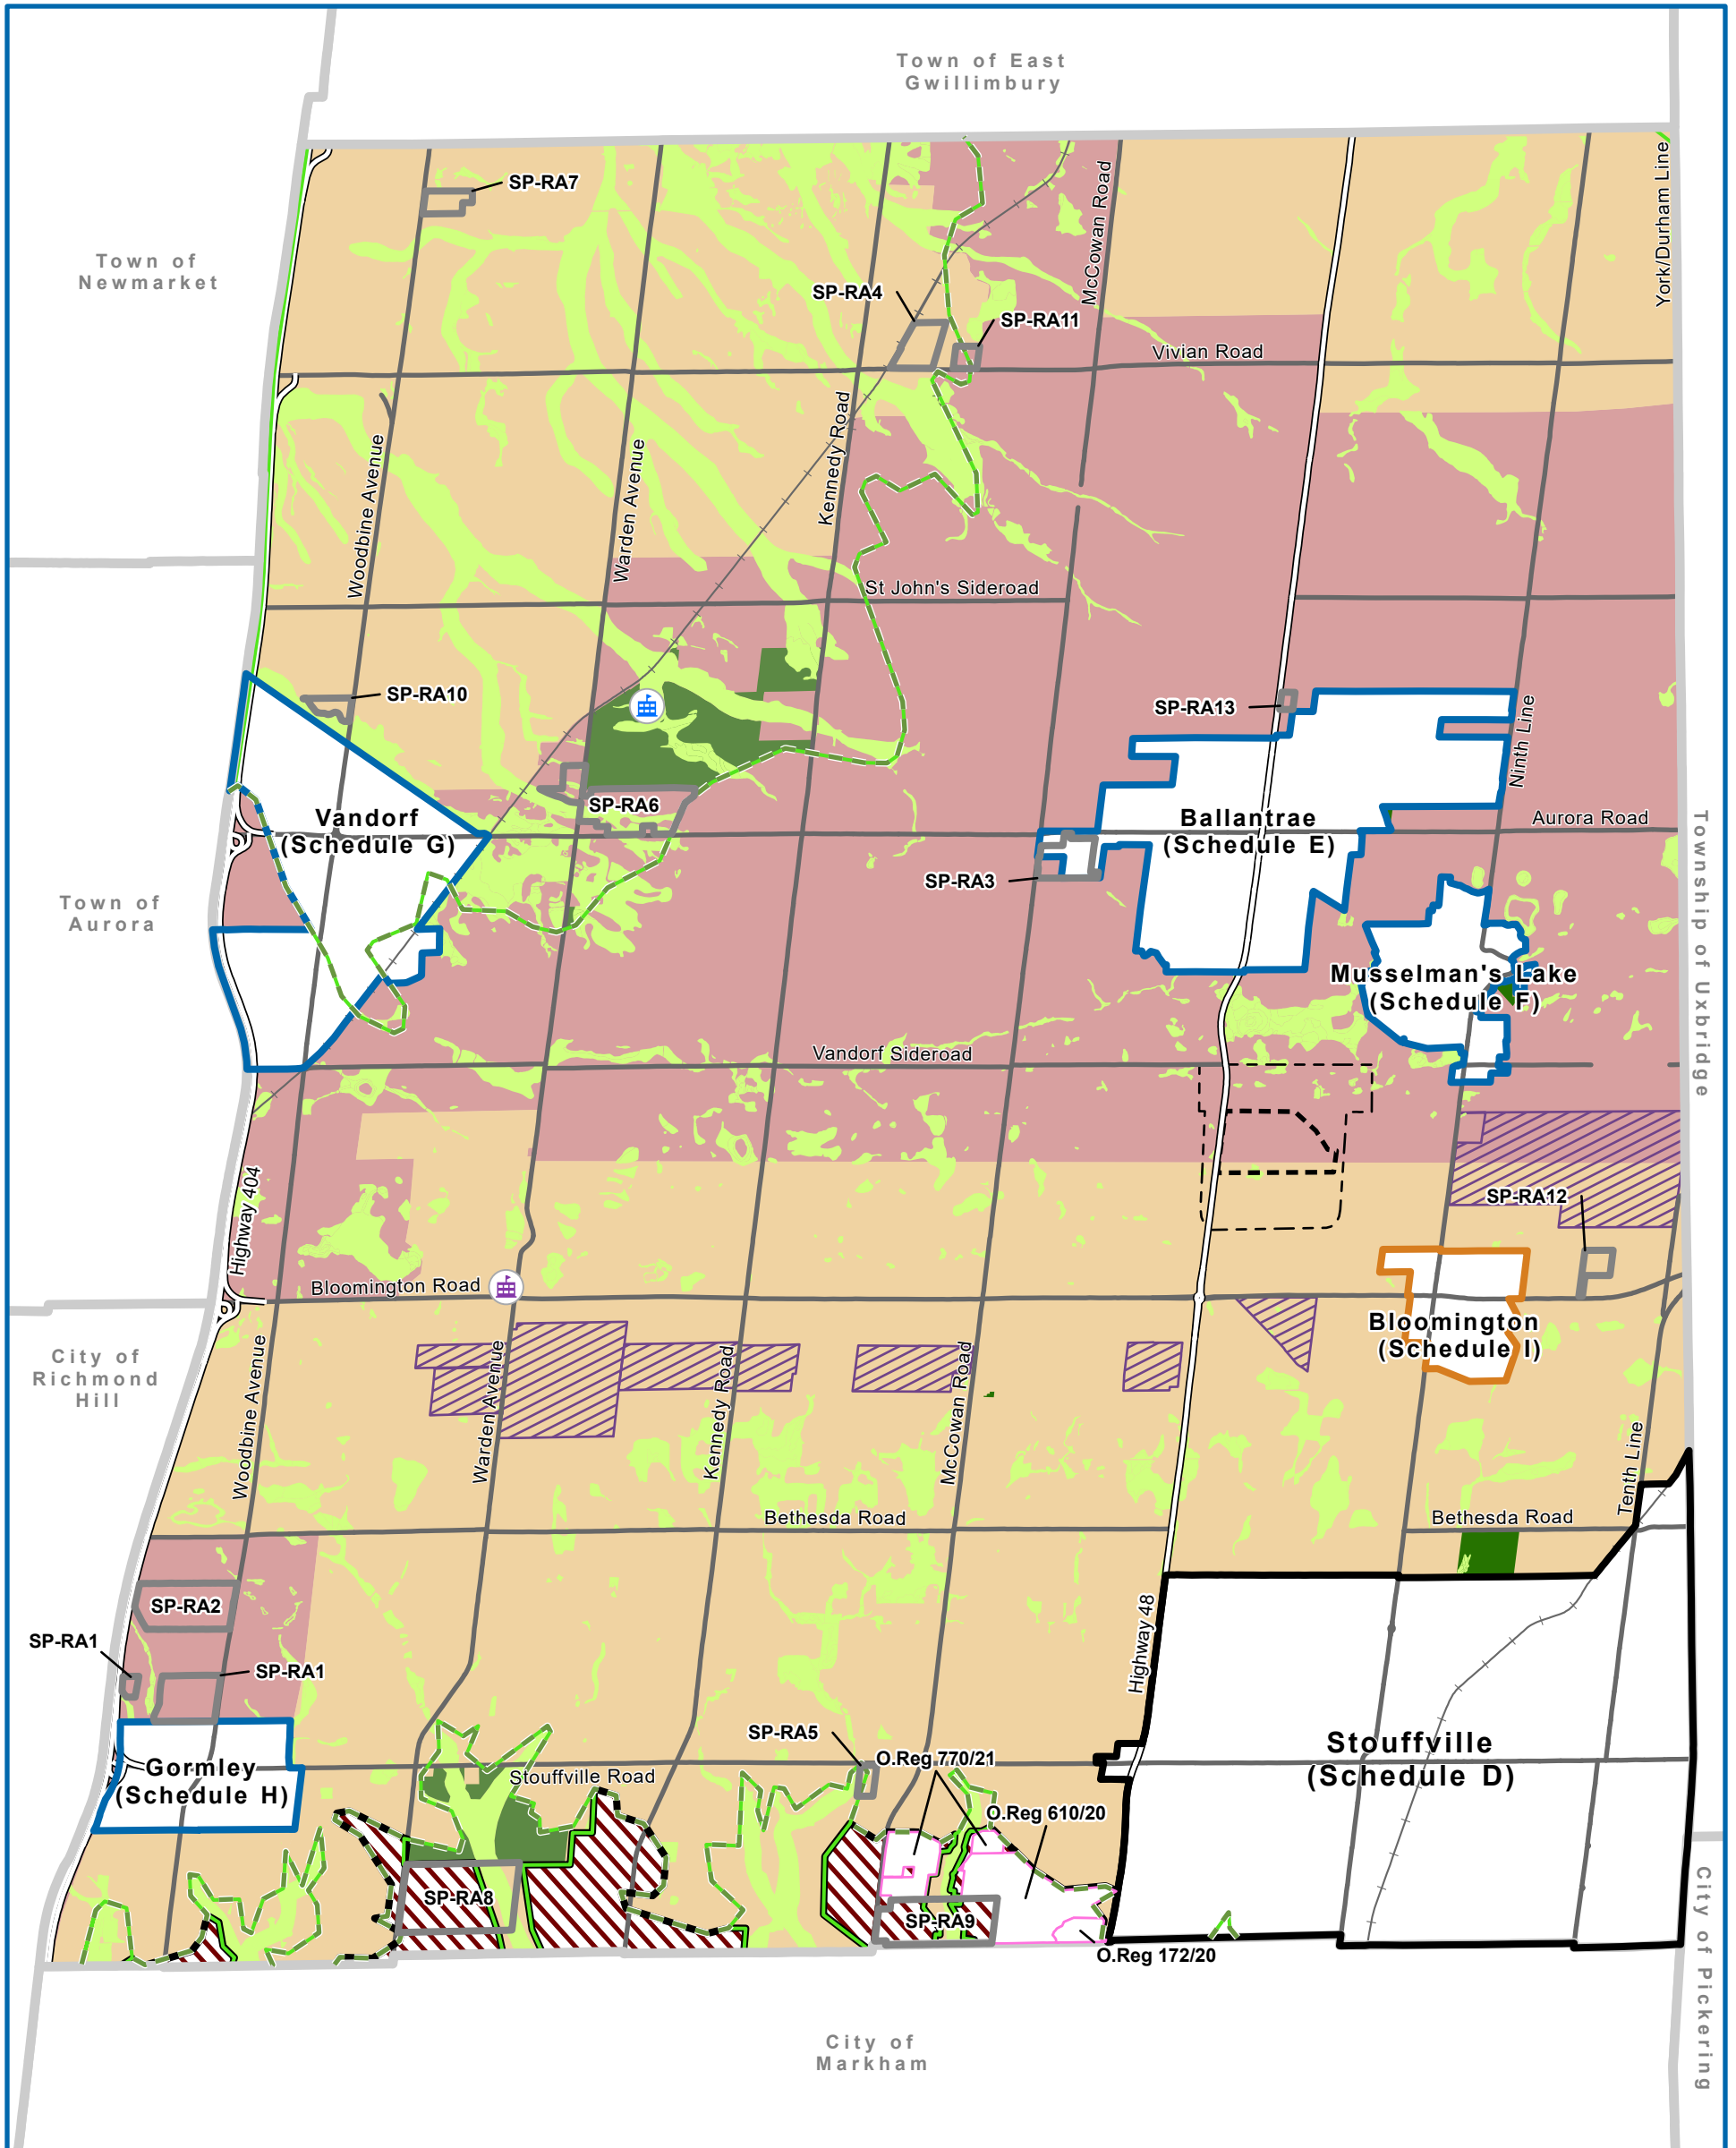 Town of East
Gwillimbury
York/Durham Line
McCowan Road
SP-RA7
Town of
Newmarket
SP-RA4
SP-RA11
Vivian Road
Kennedy Road
Woodbine Avenue
Warden Avenue
St John's Sideroad
SP-RA10
SP-RA13
Ninth Line
SP-RA6
Vandorf
(Schedule G)
Ballantrae
(Schedule E)
Aurora Road
SP-RA3
Town of
Aurora
Township of Uxbridge
Musselman's Lake
(Schedule F)
Vandorf Sideroad
Highway 404
SP-RA12
Bloomington Road
Bloomington
(Schedule I)
City of
Richmond
Hill
Woodbine Avenue
Warden Avenue
Kennedy Road
McCowan Road
Tenth Line
Bethesda Road
Bethesda Road
SP-RA2
SP-RA1
SP-RA1
Highway 48
SP-RA5
O.Reg 770/21
Stouffville
(Schedule D)
Gormley
(Schedule H)
Stouffville Road
O.Reg 610/20
SP-RA8
SP-RA9
O.Reg 172/20
City of Pickering
City of
Markham